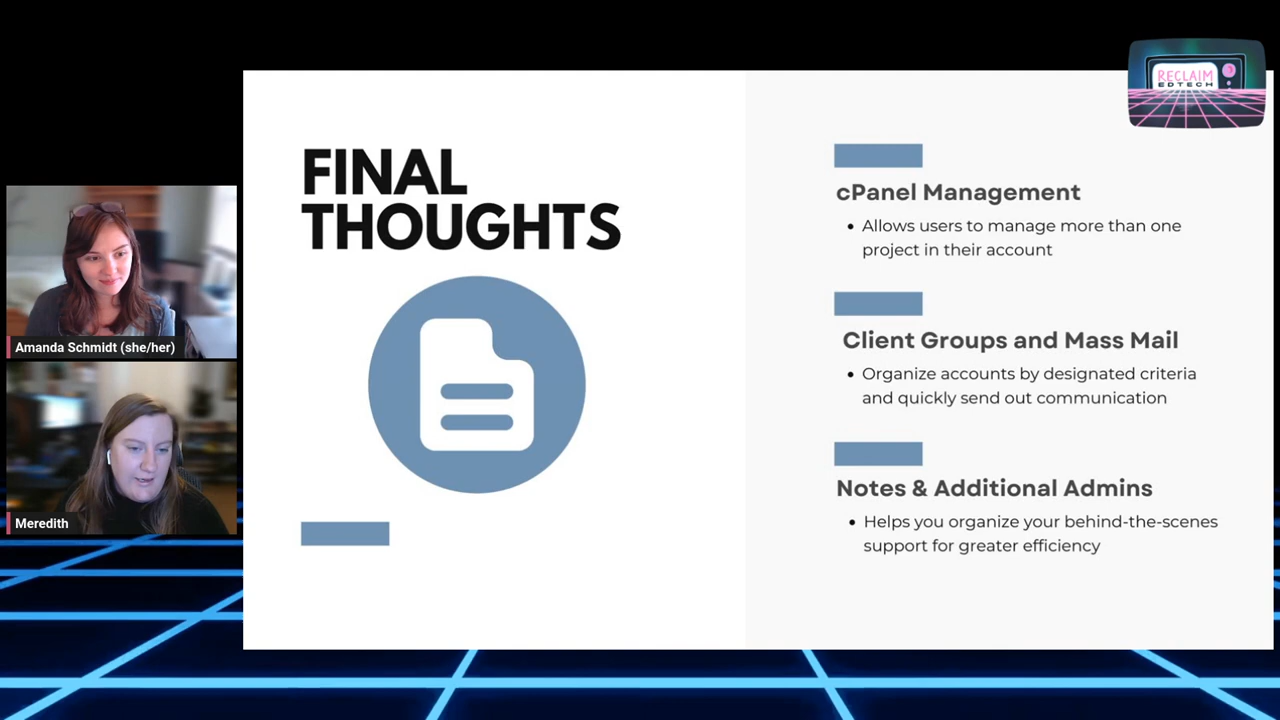 RECLAIM
EDTECH
FINAL
THOUGHTS
cPanel Management
• Allows users to manage more than one
project in their account
Client Groups and Mass Mail
• Organize accounts by designated criteria
and quickly send out communication
Notes & Additional Admins
• Helps you organize your behind-the-scenes
support for greater efficiency
Amanda Schmidt (she/her)
Meredith